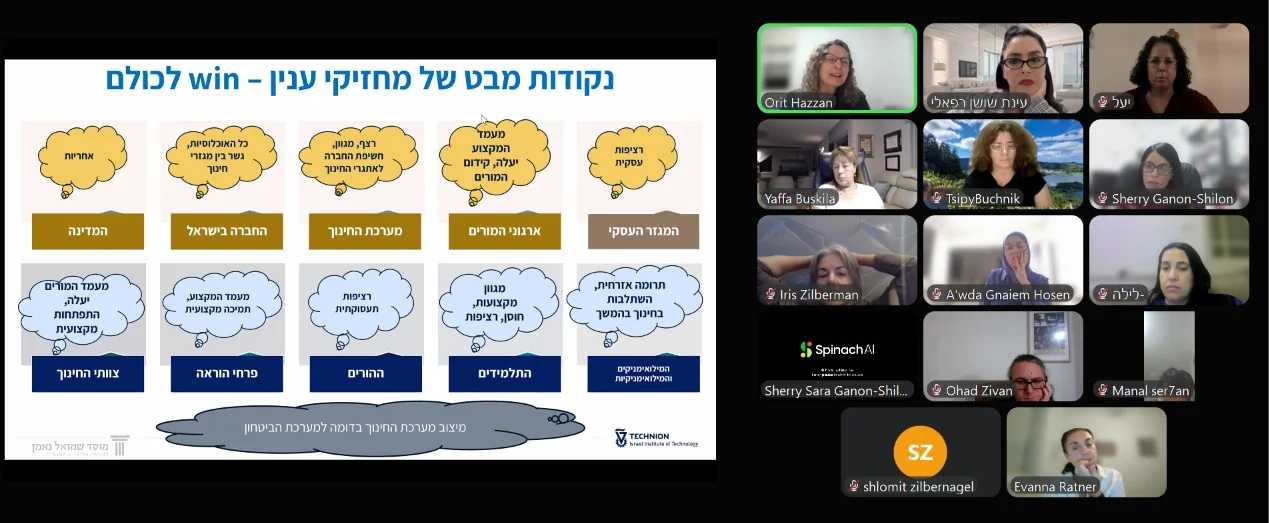 נקודות מבט של מחזיקי ענין – win לכולם
רציפות
עסקית
המגזר העסקי
מעמד
המקצוע
יעלה, קידום
המורים
ארגוני המורים
רצף, מגוון,
חשיפת החברה
לאתגרי החינוך
מערכת החינוך
כל האוכלוסיות,
גשר בין מגזרי
חינוך
החברה בישראל
אחריות
המדינה
תרומה אזרחית,
השתלבות
בחינוך בהמשך
המילואימניקים
והמילואימניקיות
מגוון
מקצועות,
חוסן, רציפות
התלמידים
רציפות
תעסוקתית
ההורים
מעמד המקצוע,
תמיכה מקצועית
פרחי הוראה
מעמד המורים
יעלה,
התפתחות
מקצועית
צוותי החינוך
מיצוב מערכת החינוך בדומה למערכת הביטחון
מוסד שמואל נאמן
TECHNION
Israel Institute of Technology
Orit Hazzan
עינת שושן רפאלי
יעל
Yaffa Buskila
TsipyBuchnik
Sherry Ganon-Shilon
Iris Zilberman
A'wda Gnaiem Hosen
לילה-
Spinach AI
Sherry Sara Ganon-Shil...
Ohad Zivan
Manal ser7an
SZ
shlomit zilbernagel
Evanna Ratner